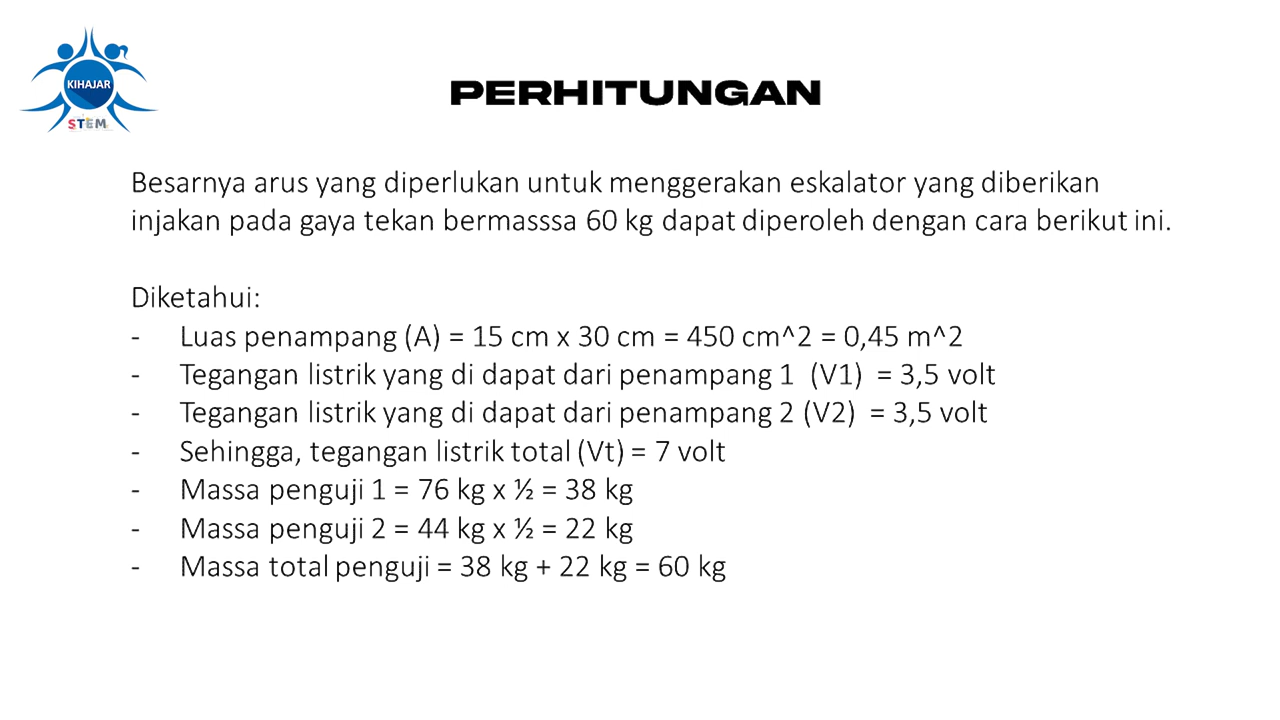 KIHAJAR
STEM
PERHITUNGAN
Besarnya arus yang diperlukan untuk menggerakan eskalator yang diberikan
injakan pada gaya tekan bermasssa 60 kg dapat diperoleh dengan cara berikut ini.
Diketahui:
- Luas penampang (A) = 15 cm x 30 cm = 450 cm^2 = 0,45 m^2
- Tegangan listrik yang di dapat dari penampang 1 (V1) = 3,5 volt
- Tegangan listrik yang di dapat dari penampang 2 (V2) = 3,5 volt
- Sehingga, tegangan listrik total (Vt) = 7 volt
- Massa penguji 1 = 76 kg x ½ = 38 kg
- Massa penguji 2 = 44 kg x ½ = 22 kg
- Massa total penguji = 38 kg + 22 kg = 60 kg